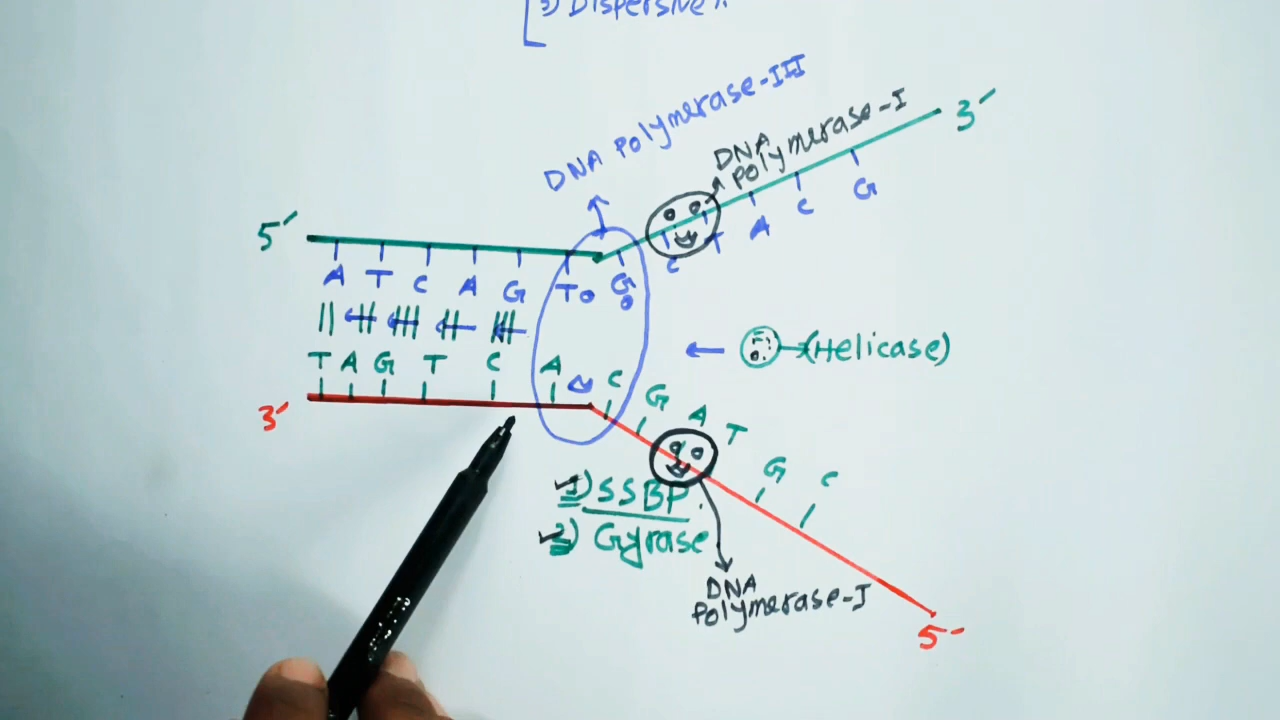 3) Dispersive
DNA Polymerase-III
DNA
Polymerase-I
3′
5′
A T C A G T G C T A C G
T A G T C A C G A T G C
(Helicase)
3′
1) SSBP.
2) Gyrase
DNA
Polymerase-I
5′